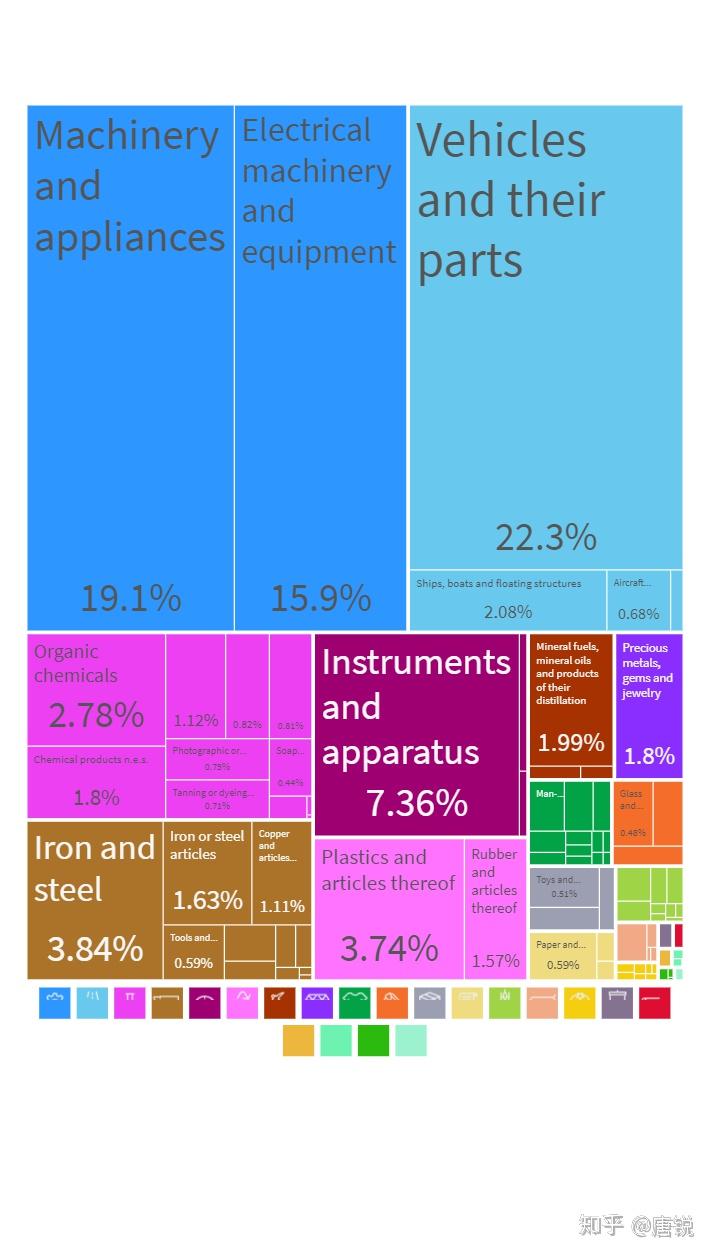 Machinery
and
appliances
19.1%
Electrical
machinery
and
equipment
15.9%
Vehicles
and their
parts
22.3%
Ships, boats and floating structures
2.08%
Aircraft...
0.68%
Organic
chemicals
2.78%
1.12%
0.82%
0.81%
Chemical products n.e.s.
1.8%
Photographic or...
0.75%
Soap...
0.44%
Tanning or dyeing...
0.71%
Instruments
and
apparatus
7.36%
Mineral fuels,
mineral oils
and products
of their
distillation
1.99%
Precious
metals,
gems and
jewelry
1.8%
Man-...
Glass
and...
0.48%
Iron and
steel
3.84%
Iron or steel
articles
1.63%
Copper
and
articles...
1.11%
Tools and...
0.59%
Plastics and
articles thereof
3.74%
Rubber
and
articles
thereof
1.57%
Toys and...
0.51%
Paper and...
0.59%
知乎 @唐锐